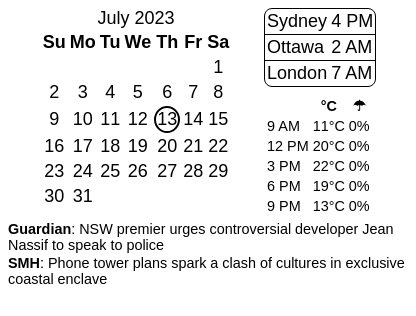 July 2023
Su Mo Tu We Th Fr Sa
1
2 3 4 5 6 7 8
9 10 11 12 13 14 15
16 17 18 19 20 21 22
23 24 25 26 27 28 29
30 31
Sydney 4 PM
Ottawa 2 AM
London 7 AM
°C ☂
9 AM 11°C 0%
12 PM 20°C 0%
3 PM 22°C 0%
6 PM 19°C 0%
9 PM 13°C 0%
Guardian: NSW premier urges controversial developer Jean
Nassif to speak to police
SMH: Phone tower plans spark a clash of cultures in exclusive
coastal enclave